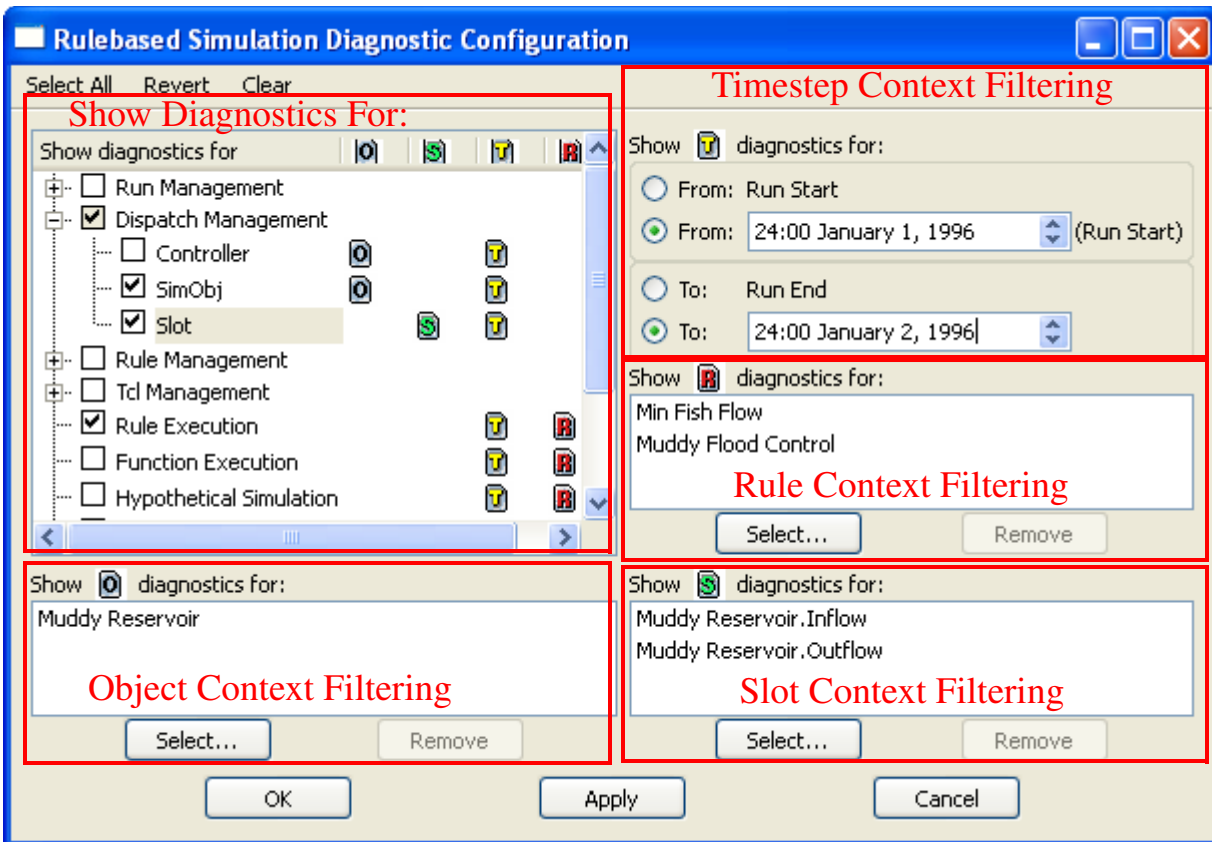 Rulebased Simulation Diagnostic Configuration
Select All Revert Clear
Show Diagnostics For:
Show diagnostics for O S T R
Run Management
Dispatch Management
Controller O T
SimObj O T
Slot S T
Rule Management
Tcl Management
Rule Execution T R
Function Execution T R
Hypothetical Simulation T R
Timestep Context Filtering
Show T diagnostics for:
From: Run Start
From: 24:00 January 1, 1996 (Run Start)
To: Run End
To: 24:00 January 2, 1996
Show R diagnostics for:
Min Fish Flow
Muddy Flood Control
Rule Context Filtering
Select... Remove
Show O diagnostics for:
Muddy Reservoir
Object Context Filtering
Select... Remove
Show S diagnostics for:
Muddy Reservoir.Inflow
Muddy Reservoir.Outflow
Slot Context Filtering
Select... Remove
OK Apply Cancel